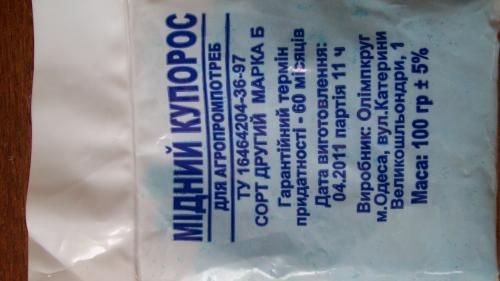 МІДНИЙ КУПОРОС
ДЛЯ АГРОПРОМПОТРЕБ
ТУ 16464204-36-97
СОРТ ДРУГИЙ МАРКА Б
Гарантійний термін
придатності - 60 місяців
Дата виготовлення:
04.2011 партія 11 ч
Виробник: Олімпкруг
м.Одеса, вул.Катерини
Великошльондри, 1
Маса: 100 гр ± 5%